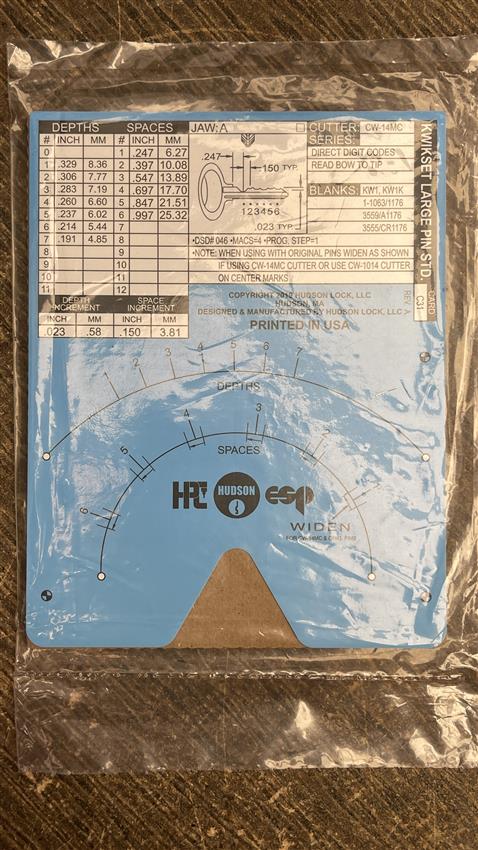 DEPTHS SPACES JAW: A CUTTER: CW-14MC
# INCH MM # INCH MM SERIES:
0 1 .247 6.27 DIRECT DIGIT CODES
1 .329 8.36 2 .397 10.08 READ BOW TO TIP
2 .306 7.77 3 .547 13.89
3 .283 7.19 4 .697 17.70 BLANKS: KW1, KW1K
4 .260 6.60 5 .847 21.51 1-1063/1176
5 .237 6.02 6 .997 25.32 3559/A1176
6 .214 5.44 7 3555/CR1176
7 .191 4.85 8
8 9
9 10
10 11
11 12
.247
.150 TYP.
123456
.023 TYP.
•DSD# 046 •MACS=4 •PROG. STEP=1
•NOTE: WHEN USING WITH ORIGINAL PINS WIDEN AS SHOWN
IF USING CW-14MC CUTTER OR USE CW-1014 CUTTER
ON CENTER MARKS
KWIKSET LARGE PIN STD.
CARD
C31
REV.
DEPTH INCREMENT SPACE INCREMENT
INCH MM INCH MM
.023 .58 .150 3.81
HUDSON LOCK, LLC
HUDSON, MA
DESIGNED & MANUFACTURED BY HUDSON LOCK, LLC >
PRINTED IN USA
1 2 3 4 5 6 7
DEPTHS
6 5 4 3 2 1
SPACES
HPC HUDSON ESP
WIDEN